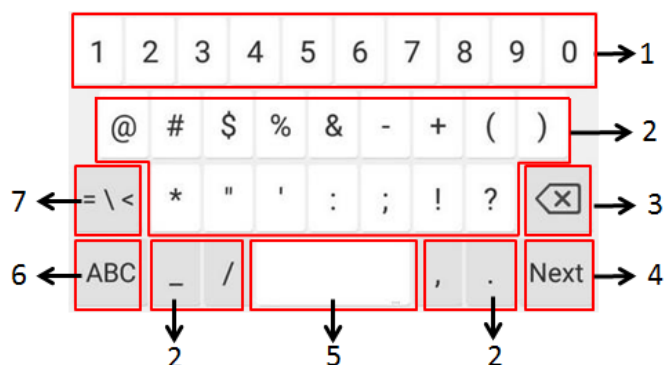 1 2 3 4 5 6 7 8 9 0 1
@ # $ % & - + ( ) 2
7 = \ < * " ' : ; ! ? 3
6 ABC _ / , . Next 4
2 5 2